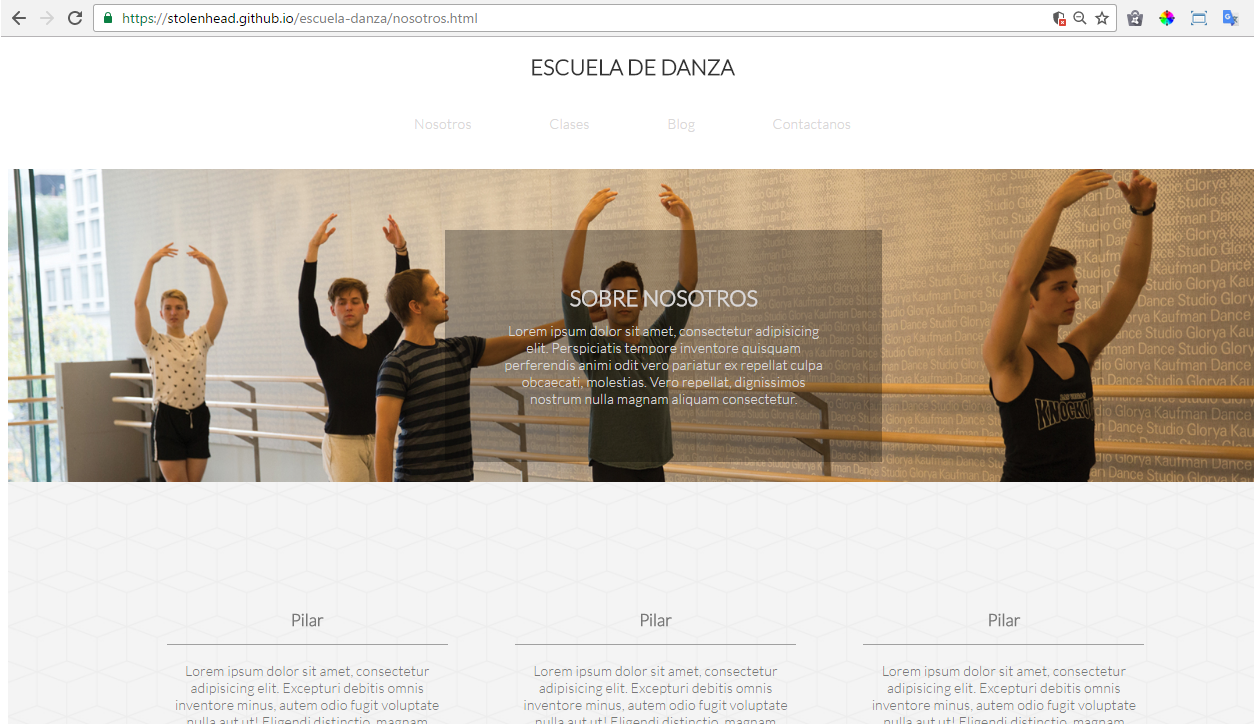 https://stolenhead.github.io/escuela-danza/nosotros.html
ESCUELA DE DANZA
Nosotros Clases Blog Contactanos
SOBRE NOSOTROS
Lorem ipsum dolor sit amet, consectetur adipisicing
elit. Perspiciatis tempore inventore quisquam
perferendis animi odit vero pariatur ex repellat culpa
obcaecati, molestias. Vero repellat, dignissimos
nostrum nulla magnam aliquam consectetur.
KNOCKOU
Kaufman Dance Studio Glorya Kaufman
Pilar
Lorem ipsum dolor sit amet, consectetur
adipisicing elit. Excepturi debitis omnis
inventore minus, autem odio fugit voluptate
nulla aut ut! Eligendi distinctio, magnam
Pilar
Lorem ipsum dolor sit amet, consectetur
adipisicing elit. Excepturi debitis omnis
inventore minus, autem odio fugit voluptate
nulla aut ut! Eligendi distinctio, magnam
Pilar
Lorem ipsum dolor sit amet, consectetur
adipisicing elit. Excepturi debitis omnis
inventore minus, autem odio fugit voluptate
nulla aut ut! Eligendi distinctio, magnam